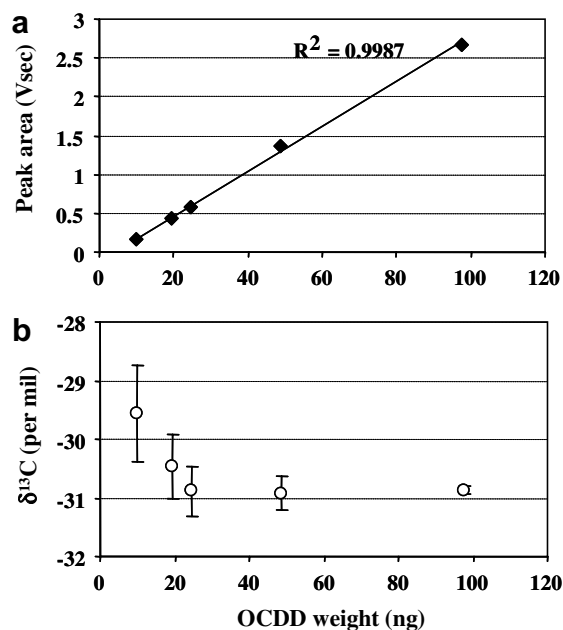 a
3
2.5
2
1.5
1
0.5
0
Peak area (Vsec)
R² = 0.9987
0 20 40 60 80 100 120
b
-28
-29
-30
-31
-32
δ¹³C (per mil)
0 20 40 60 80 100 120
OCDD weight (ng)